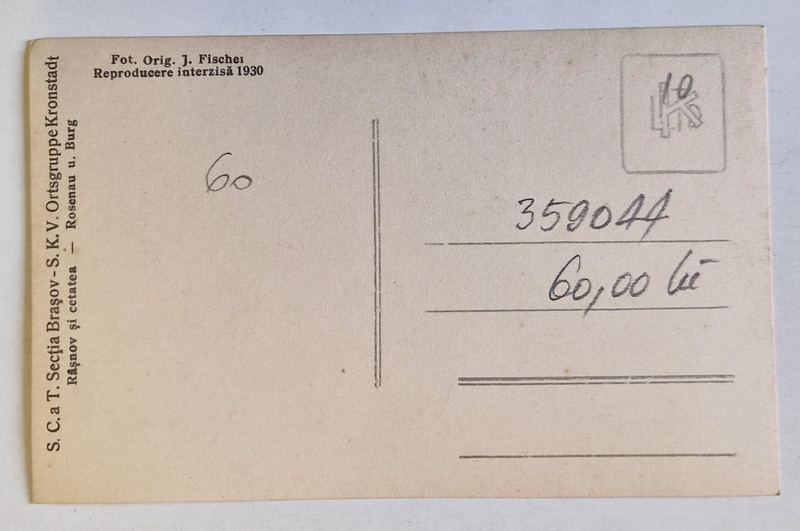 Fot. Orig. J. Fischer
Reproducere interzisă 1930
S. C. a T. Secția Brașov - S. K. V. Ortsgruppe Kronstadt
Râșnov și cetatea — Rosenau u. Burg
60
10
359044
60,00 lei